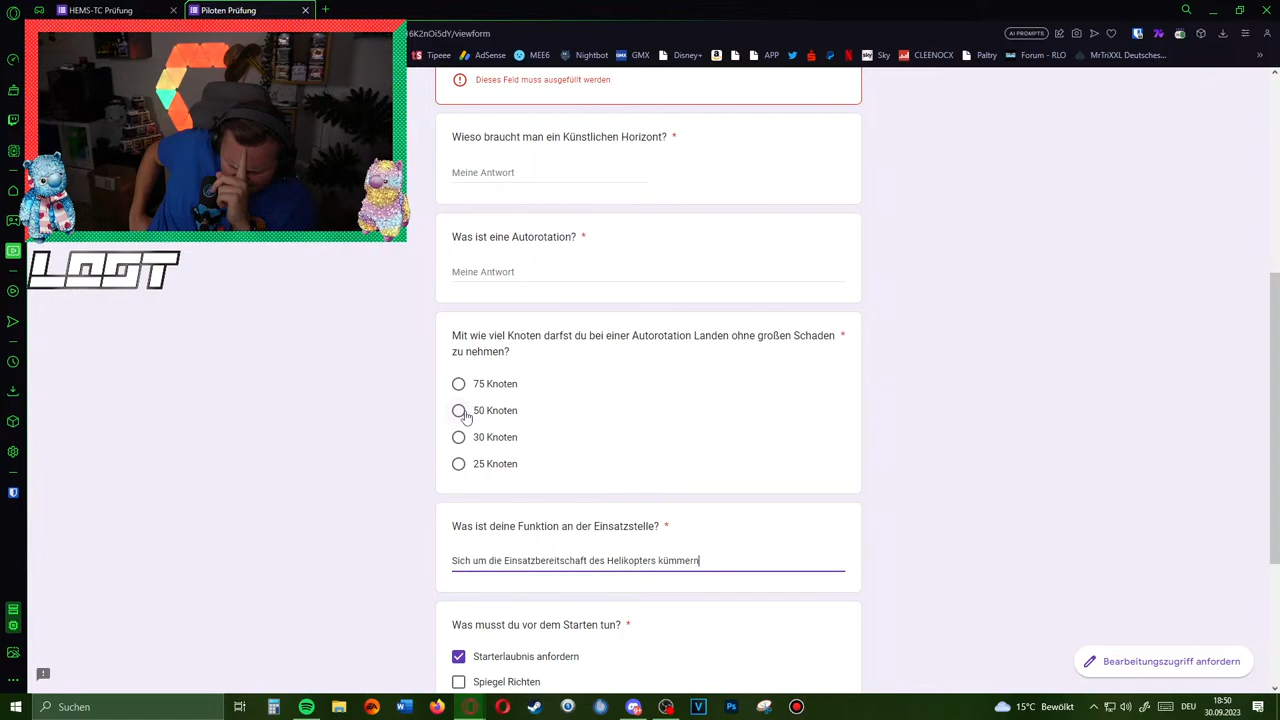 HEMS-TC Prüfung
Piloten Prüfung
6K2nOi5dY/viewform
AI PROMPTS
Tipeee
AdSense
MEE6
Nightbot
GMX
Disney+
APP
Sky
CLEENOCX
Paltry
Forum - RLO
MrTriXXL Deutsches...
Dieses Feld muss ausgefüllt werden
Wieso braucht man ein Künstlichen Horizont? *
Meine Antwort
LOOT
Was ist eine Autorotation? *
Meine Antwort
Mit wie viel Knoten darfst du bei einer Autorotation Landen ohne großen Schaden *
zu nehmen?
75 Knoten
50 Knoten
30 Knoten
25 Knoten
Was ist deine Funktion an der Einsatzstelle? *
Sich um die Einsatzbereitschaft des Helikopters kümmern
Was musst du vor dem Starten tun? *
Starterlaubnis anfordern
Spiegel Richten
Bearbeitungszugriff anfordern
Suchen
15°C Bewölkt
18:50
30.09.2023